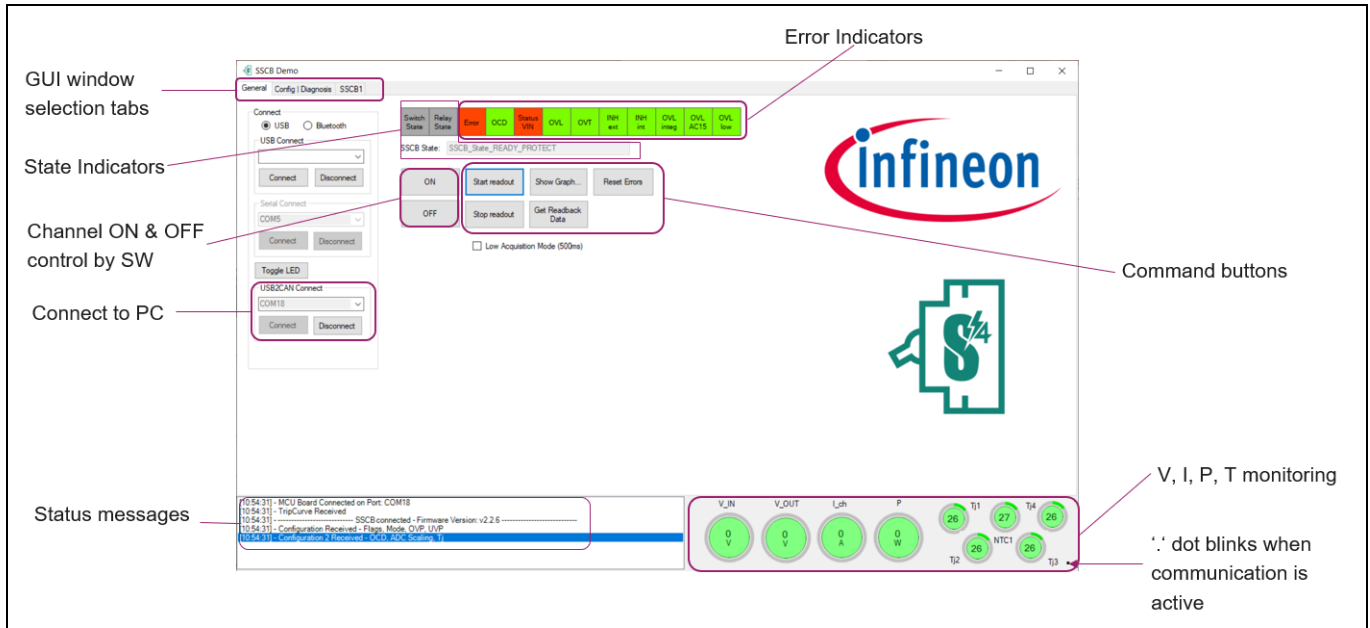 Error Indicators
GUI window
selection tabs
State Indicators
Channel ON & OFF
control by SW
Connect to PC
Status messages
Command buttons
V, I, P, T monitoring
‘.‘ dot blinks when
communication is
active
SSCB Demo
General Config | Diagnosis SSCB1
Connect
USB Bluetooth
USB Connect
Connect Disconnect
Serial Connect
COM5
Connect Disconnect
Toggle LED
USB2CAN Connect
COM18
Connect Disconnect
Switch State
Relay State
Error
OCD
Status VIN
OVL
OVT
INH ext
INH int
OVL integ
OVL AC15
OVL low
SSCB State: SSCB_State_READY_PROTECT
ON
Start readout
Show Graph...
Reset Errors
OFF
Stop readout
Get Readback
Data
Low Acquisition Mode (500ms)
infineon
S4
[10:54:31] - MCU Board Connected on Port: COM18
[10:54:31] - TripCurve Received
[10:54:31] - -------------------------- SSCB connected - Firmware Version: v2.2.6 --------------------------
[10:54:31] - Configuration Received - Flags, Mode, OVP, UVP
[10:54:31] - Configuration 2 Received - OCD, ADC Scaling, Tj
V_IN
0
V
V_OUT
0
V
I_ch
0
A
P
0
W
26
Tj1
27
Tj4
26
26
Tj2
NTC1
26
Tj3